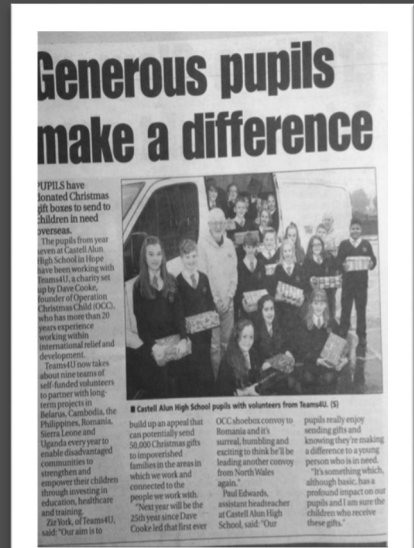 Generous pupils
make a difference
PUPILS have
donated Christmas
gift boxes to send to
children in need
overseas.
The pupils from year
seven at Castell Alun
High School in Hope
have been working with
Teams4U, a charity set
up by Dave Cooke,
founder of Operation
Christmas Child (OCC),
who has more than 20
years experience
working within
international relief and
development.
Teams4U now takes
about nine teams of
self-funded volunteers
to partner with long-
term projects in
Belarus, Cambodia, the
Philippines, Romania,
Sierra Leone and
Uganda every year to
enable disadvantaged
communities to
strengthen and
empower their children
through investing in
education, healthcare
and training.
Zie York, of Teams4U,
said: "Our aim is to
■ Castell Alun High School pupils with volunteers from Teams4U. (S)
build up an appeal that
can potentially send
50,000 Christmas gifts
to impoverished
families in the areas in
which we work and
connected to the
people we work with.
"Next year will be the
25th year since Dave
Cooke led that first ever
OCC shoebox convoy to
Romania and it's
surreal, humbling and
exciting to think he'll be
leading another convoy
from North Wales
again."
Paul Edwards,
assistant headteacher
at Castell Alun High
School, said: "Our
pupils really enjoy
sending gifts and
knowing they're making
a difference to a young
person who is in need.
"It's something which,
although basic, has a
profound impact on our
pupils and I am sure the
children who receive
these gifts."